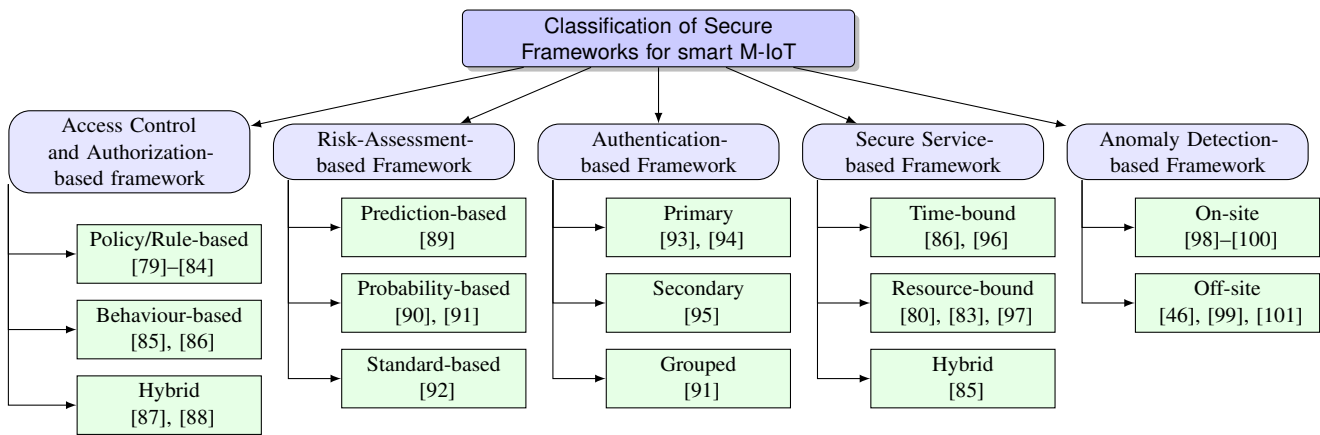 Classification of Secure
Frameworks for smart M-IoT
Access Control
and Authorization-
based framework
Policy/Rule-based
[79]–[84]
Behaviour-based
[85], [86]
Hybrid
[87], [88]
Risk-Assessment-
based Framework
Prediction-based
[89]
Probability-based
[90], [91]
Standard-based
[92]
Authentication-
based Framework
Primary
[93], [94]
Secondary
[95]
Grouped
[91]
Secure Service-
based Framework
Time-bound
[86], [96]
Resource-bound
[80], [83], [97]
Hybrid
[85]
Anomaly Detection-
based Framework
On-site
[98]–[100]
Off-site
[46], [99], [101]